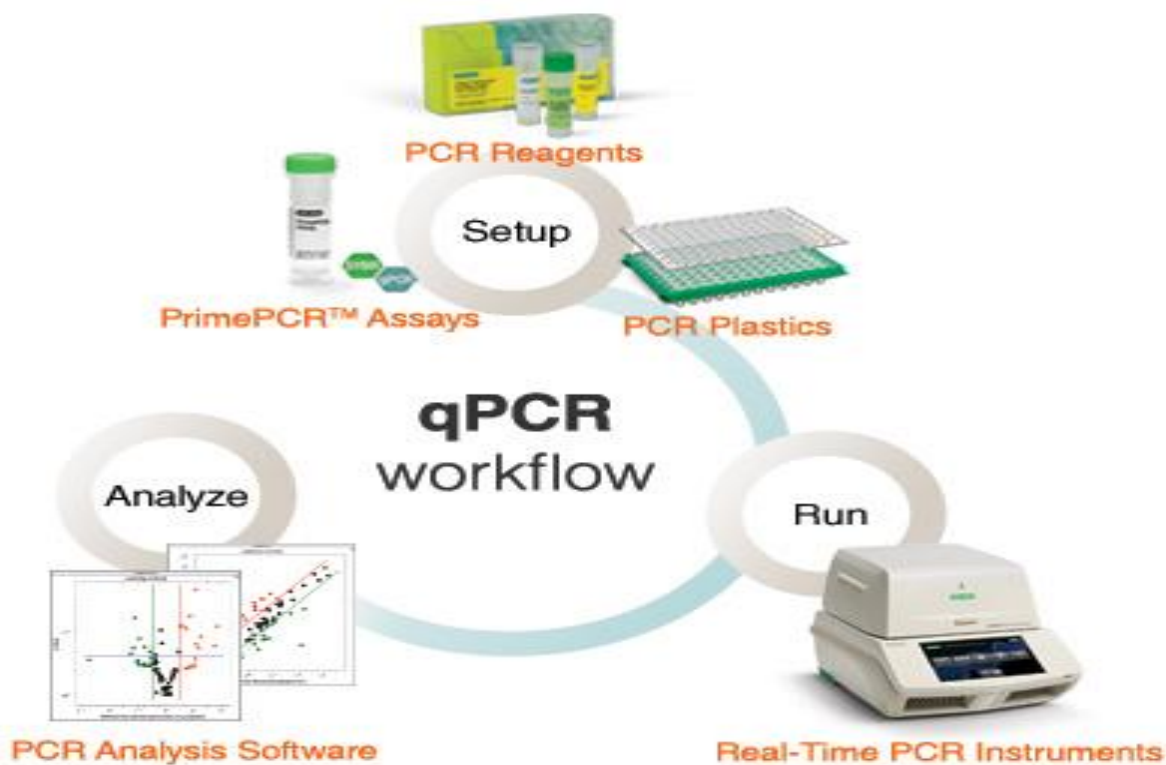 PCR Reagents
Setup
PrimePCR™ Assays
PCR Plastics
qPCR
workflow
Analyze
Run
PCR Analysis Software
Real-Time PCR Instruments